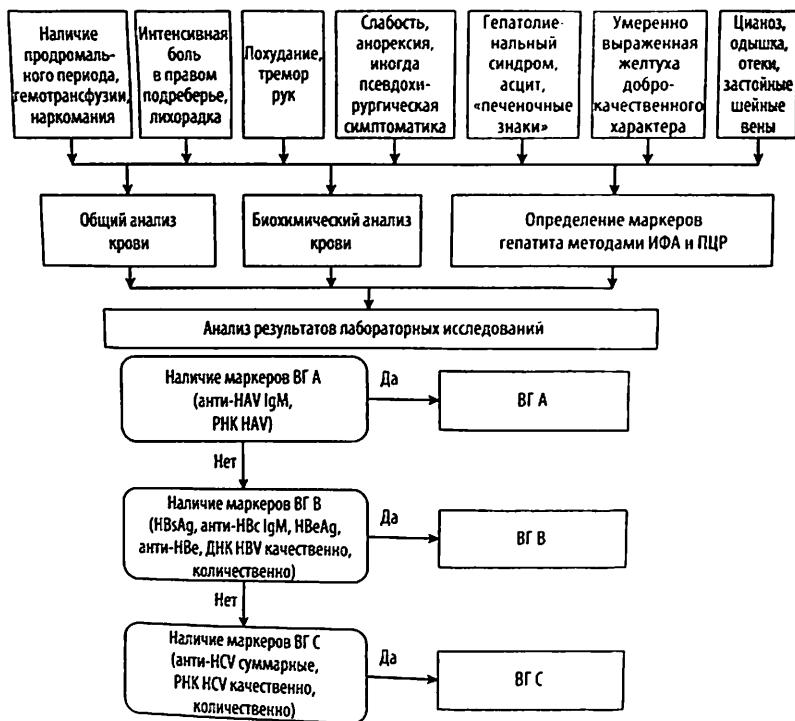 Наличие
продромаль-
ного периода,
гемотрансфузии,
наркомания
Интенсивная
боль
в правом
подреберье,
лихорадка
Похудание,
тремор
рук
Слабость,
анорексия,
иногда
псевдохи-
рургическая
симптоматика
Гепатолие-
нальный
синдром,
асцит,
«печеночные
знаки»
Умеренно
выраженная
желтуха
добро-
качественного
характера
Цианоз,
одышка,
отеки,
застойные
шейные
вены
Общий анализ
крови
Биохимический анализ
крови
Определение маркеров
гепатита методами ИФА и ПЦР
Анализ результатов лабораторных исследований
Наличие маркеров ВГ А
(анти-HAV IgM,
РНК HAV)
Да
ВГ А
Нет
Наличие маркеров ВГ В
(HBsAg, анти-HBc IgM, HBeAg,
анти-HBe, ДНК HBV качественно,
количественно)
Да
ВГ В
Нет
Наличие маркеров ВГ С
(анти-HCV суммарные,
РНК HCV качественно,
количественно)
Да
ВГ С